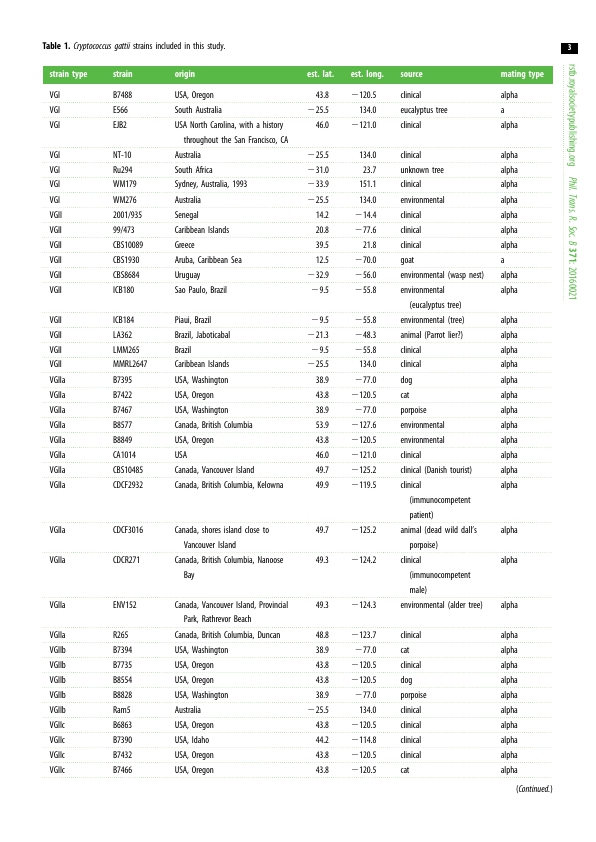 Table 1. Cryptococcus gattii strains included in this study.
3
strain type strain origin est. lat. est. long. source mating type
VGI B7488 USA, Oregon 43.8 −120.5 clinical alpha
VGI E566 South Australia −25.5 134.0 eucalyptus tree a
VGI EJB2 USA North Carolina, with a history 46.0 −121.0 clinical alpha
throughout the San Francisco, CA
VGI NT-10 Australia −25.5 134.0 clinical alpha
VGI Ru294 South Africa −31.0 23.7 unknown tree alpha
VGI WM179 Sydney, Australia, 1993 −33.9 151.1 clinical alpha
VGI WM276 Australia −25.5 134.0 environmental alpha
VGII 2001/935 Senegal 14.2 −14.4 clinical alpha
VGII 99/473 Caribbean Islands 20.8 −77.6 clinical alpha
VGII CBS10089 Greece 39.5 21.8 clinical alpha
VGII CBS1930 Aruba, Caribbean Sea 12.5 −70.0 goat a
VGII CBS8684 Uruguay −32.9 −56.0 environmental (wasp nest) alpha
VGII ICB180 Sao Paulo, Brazil −9.5 −55.8 environmental alpha
(eucalyptus tree)
VGII ICB184 Piaui, Brazil −9.5 −55.8 environmental (tree) alpha
VGII LA362 Brazil, Jaboticabal −21.3 −48.3 animal (Parrot lier?) alpha
VGII LMM265 Brazil −9.5 −55.8 clinical alpha
VGII MMRL2647 Caribbean Islands −25.5 134.0 clinical alpha
VGIIa B7395 USA, Washington 38.9 −77.0 dog alpha
VGIIa B7422 USA, Oregon 43.8 −120.5 cat alpha
VGIIa B7467 USA, Washington 38.9 −77.0 porpoise alpha
VGIIa B8577 Canada, British Columbia 53.9 −127.6 environmental alpha
VGIIa B8849 USA, Oregon 43.8 −120.5 environmental alpha
VGIIa CA1014 USA 46.0 −121.0 clinical alpha
VGIIa CBS10485 Canada, Vancouver Island 49.7 −125.2 clinical (Danish tourist) alpha
VGIIa CDCF2932 Canada, British Columbia, Kelowna 49.9 −119.5 clinical alpha
(immunocompetent
patient)
VGIIa CDCF3016 Canada, shores island close to 49.7 −125.2 animal (dead wild dall's alpha
Vancouver Island porpoise)
VGIIa CDCR271 Canada, British Columbia, Nanoose 49.3 −124.2 clinical alpha
Bay (immunocompetent
male)
VGIIa ENV152 Canada, Vancouver Island, Provincial 49.3 −124.3 environmental (alder tree) alpha
Park, Rathrevor Beach
VGIIa R265 Canada, British Columbia, Duncan 48.8 −123.7 clinical alpha
VGIIb B7394 USA, Washington 38.9 −77.0 cat alpha
VGIIb B7735 USA, Oregon 43.8 −120.5 clinical alpha
VGIIb B8554 USA, Oregon 43.8 −120.5 dog alpha
VGIIb B8828 USA, Washington 38.9 −77.0 porpoise alpha
VGIIb Ram5 Australia −25.5 134.0 clinical alpha
VGIIc B6863 USA, Oregon 43.8 −120.5 clinical alpha
VGIIc B7390 USA, Idaho 44.2 −114.8 clinical alpha
VGIIc B7432 USA, Oregon 43.8 −120.5 clinical alpha
VGIIc B7466 USA, Oregon 43.8 −120.5 cat alpha
(Continued.)
rstb.royalsocietypublishing.org Phil. Trans. R. Soc. B 371: 20160021